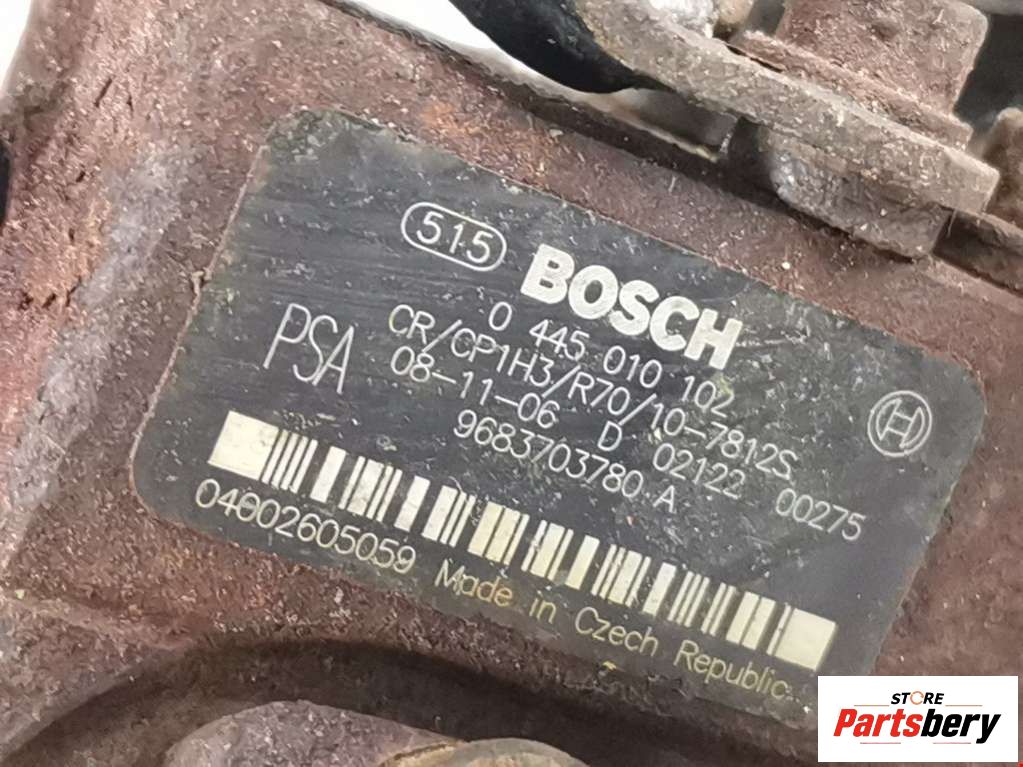 515 BOSCH
0 445 010 102
PSA CR/CP1H3/R70/10-7812S
08-11-06 D 02122 00275
9683703780 A
04002605059 Made in Czech Republic
STORE
Partsbery